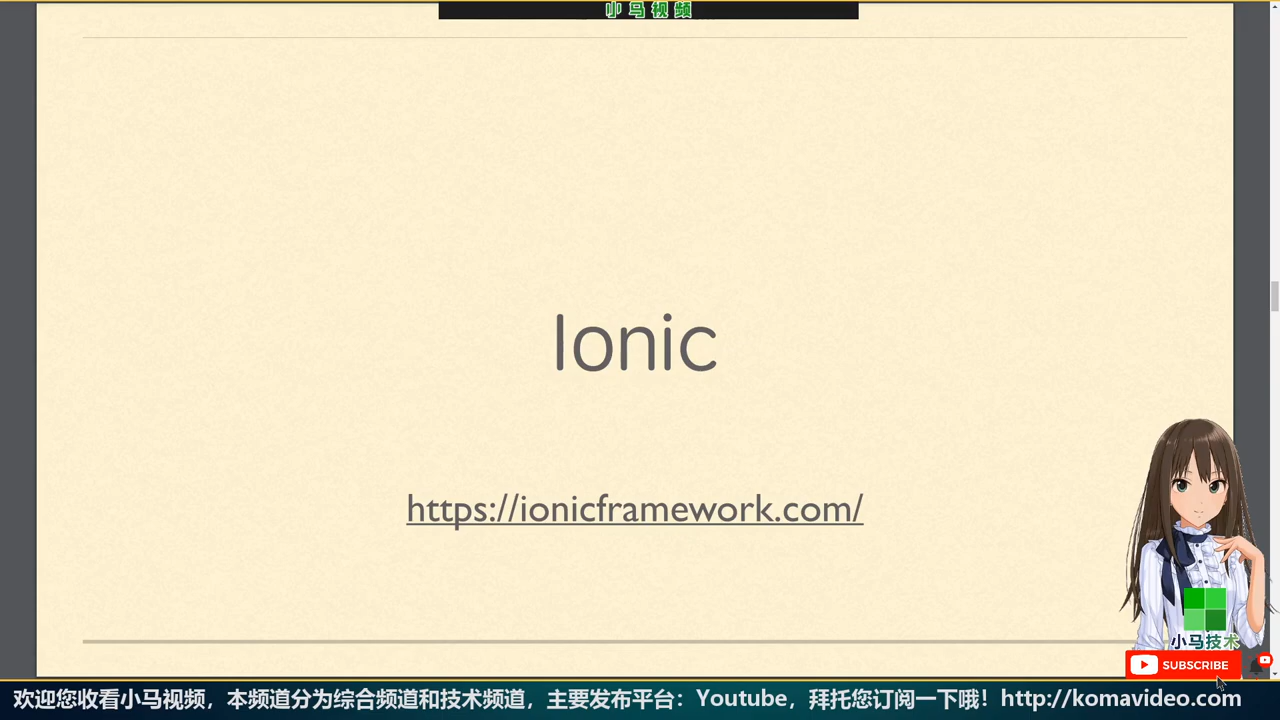 小马视频
Ionic
https://ionicframework.com/
小马技术
SUBSCRIBE
欢迎您收看小马视频，本频道分为综合频道和技术频道，主要发布平台：Youtube，拜托您订阅一下哦！http://komavideo.com